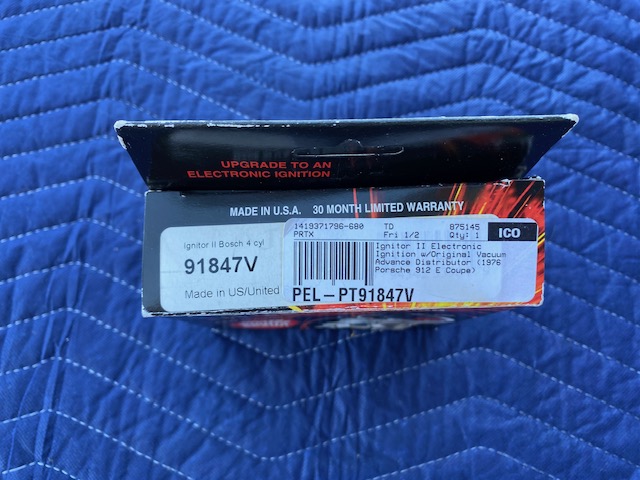 UPGRADE TO AN
ELECTRONIC IGNITION
MADE IN U.S.A. 30 MONTH LIMITED WARRANTY
Ignitor II Bosch 4 cyl
91847V
Made in US/United
1419371796-680 TD 875145
PRTX Fri 1/2 Qty: 1
ICO
Ignitor II Electronic
Ignition w/Original Vacuum
Advance Distributor (1976
Porsche 912 E Coupe)
PEL-PT91847V